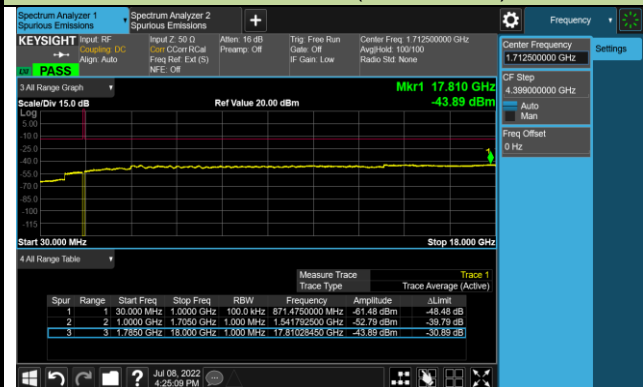 Spectrum Analyzer 1
Spurious Emissions
Spectrum Analyzer 2
Spurious Emissions
Frequency
KEYSIGHT
Input: RF
Coupling: DC
Align: Auto
Input Z: 50 Ω
Corr CCorr RCal
Freq Ref: Ext (S)
NFE: Off
Atten: 16 dB
Preamp: Off
Trig: Free Run
Gate: Off
IF Gain: Low
Center Freq: 1.712500000 GHz
Avg|Hold: 100/100
Radio Std: None
PASS
Center Frequency
1.712500000 GHz
Settings
CF Step
4.399000000 GHz
Auto
Man
Freq Offset
0 Hz
3 All Range Graph
Mkr1 17.810 GHz
-43.89 dBm
Scale/Div 15.0 dB
Ref Value 20.00 dBm
Log
5.00
-10.0
-25.0
-40.0
-55.0
-70.0
-85.0
-100
-115
1
Start 30.000 MHz
Stop 18.000 GHz
4 All Range Table
Measure Trace Trace 1
Trace Type Trace Average (Active)
Spur Range Start Freq Stop Freq RBW Frequency Amplitude ΔLimit
1 1 30.000 MHz 1.0000 GHz 100.0 kHz 871.4750000 MHz -61.48 dBm -48.48 dB
2 2 1.0000 GHz 1.7050 GHz 1.000 MHz 1.541792500 GHz -52.79 dBm -39.79 dB
3 3 1.7850 GHz 18.000 GHz 1.000 MHz 17.81028450 GHz -43.89 dBm -30.89 dB
?
Jul 08, 2022
4:25:09 PM